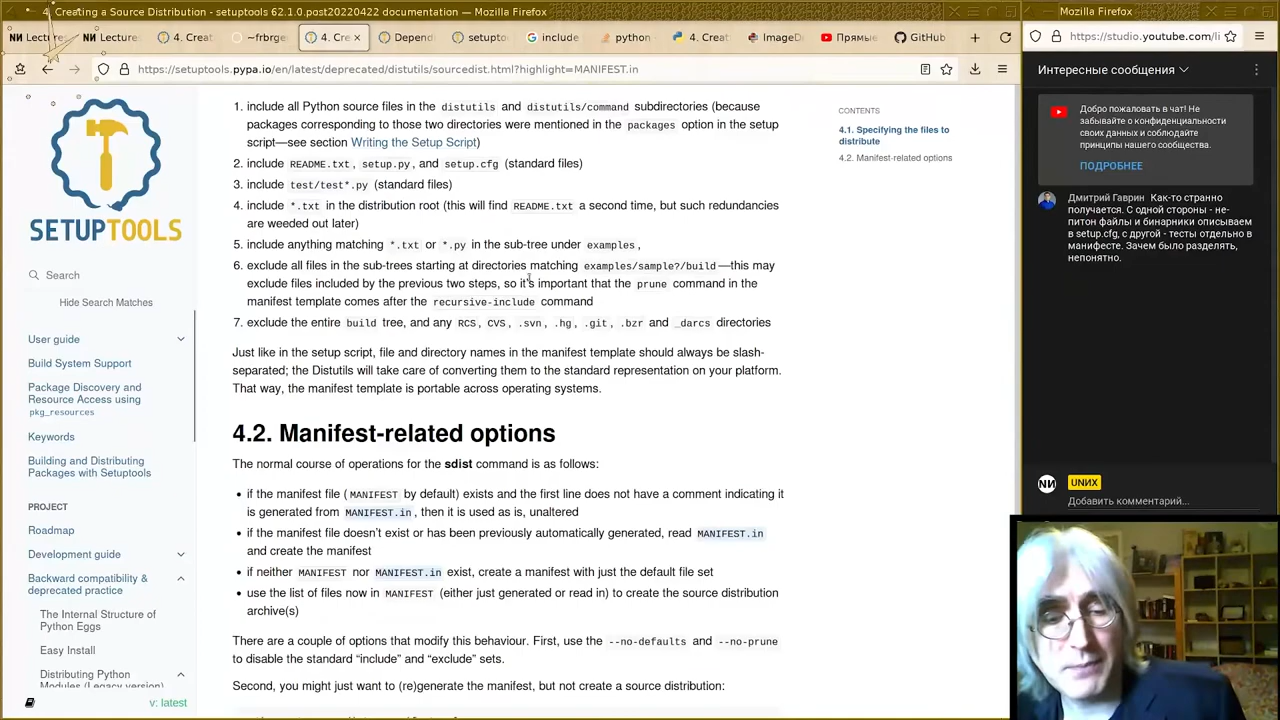 4. Creating a Source Distribution - setuptools 62.1.0.post20220422 documentation — Mozilla Firefox
Mozilla Firefox
Lecture
Lectures
4. Creat
~frbrge
4. Cre
Depend
setupto
include
python
4. Creat
ImageD
Прямые
GitHub
https://setuptools.pypa.io/en/latest/deprecated/distutils/sourcedist.html?highlight=MANIFEST.in
https://studio.youtube.com/li
SETUPTOOLS
Search
Hide Search Matches
User guide
Build System Support
Package Discovery and
Resource Access using
pkg_resources
Keywords
Building and Distributing
Packages with Setuptools
PROJECT
Roadmap
Development guide
Backward compatibility &
deprecated practice
The Internal Structure of
Python Eggs
Easy Install
Distributing Python
Modules (Legacy version)
v: latest
1. include all Python source files in the distutils and distutils/command subdirectories (because
packages corresponding to those two directories were mentioned in the packages option in the setup
script—see section Writing the Setup Script)
2. include README.txt, setup.py, and setup.cfg (standard files)
3. include test/test*.py (standard files)
4. include *.txt in the distribution root (this will find README.txt a second time, but such redundancies
are weeded out later)
5. include anything matching *.txt or *.py in the sub-tree under examples,
6. exclude all files in the sub-trees starting at directories matching examples/sample?/build—this may
exclude files included by the previous two steps, so it's important that the prune command in the
manifest template comes after the recursive-include command
7. exclude the entire build tree, and any RCS, CVS, .svn, .hg, .git, .bzr and _darcs directories
Just like in the setup script, file and directory names in the manifest template should always be slash-
separated; the Distutils will take care of converting them to the standard representation on your platform.
That way, the manifest template is portable across operating systems.
4.2. Manifest-related options
The normal course of operations for the sdist command is as follows:
• if the manifest file (MANIFEST by default) exists and the first line does not have a comment indicating it
is generated from MANIFEST.in, then it is used as is, unaltered
• if the manifest file doesn't exist or has been previously automatically generated, read MANIFEST.in
and create the manifest
• if neither MANIFEST nor MANIFEST.in exist, create a manifest with just the default file set
• use the list of files now in MANIFEST (either just generated or read in) to create the source distribution
archive(s)
There are a couple of options that modify this behaviour. First, use the --no-defaults and --no-prune
to disable the standard “include” and “exclude” sets.
Second, you might just want to (re)generate the manifest, but not create a source distribution:
CONTENTS
4.1. Specifying the files to
distribute
4.2. Manifest-related options
Интересные сообщения
Добро пожаловать в чат! Не
забывайте о конфиденциальности
своих данных и соблюдайте
принципы нашего сообщества.
ПОДРОБНЕЕ
Дмитрий Гаврин Как-то странно
получается. С одной стороны - не-
питон файлы и бинарники описываем
в setup.cfg, с другой - тесты отдельно в
манифесте. Зачем было разделять,
непонятно.
UNИX
Добавить комментарий...